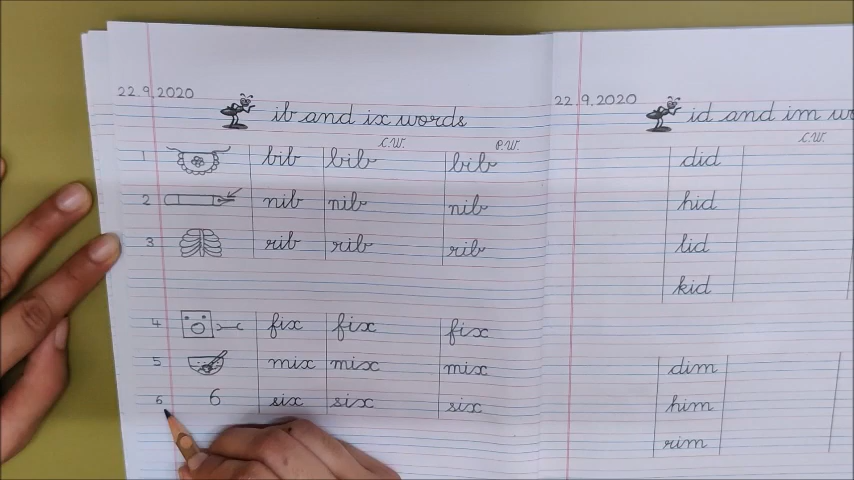 22.9.2020
ib and ix words
C.W. P.W.
1 bib bib bib
2 nib nib nib
3 rib rib rib
4 fix fix fix
5 mix mix mix
6 6 six six six
22.9.2020
id and im
C.W.
did
hid
lid
kid
dim
him
rim